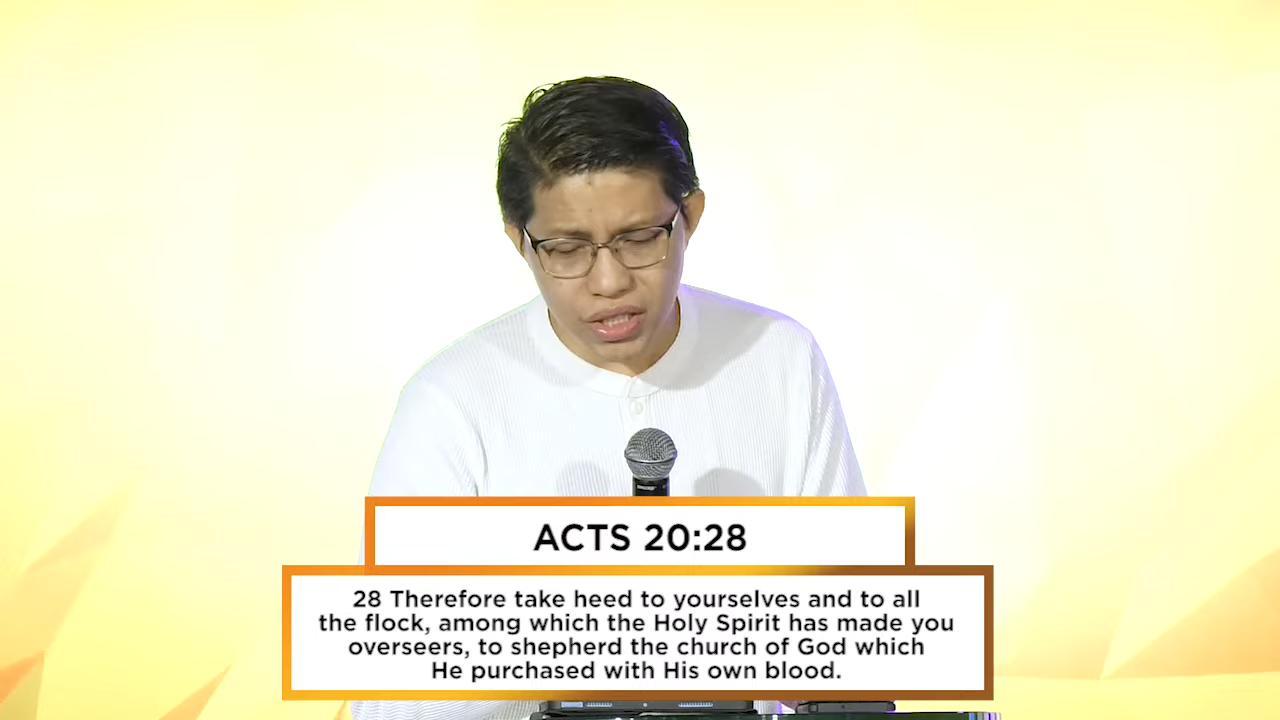 ACTS 20:28
28 Therefore take heed to yourselves and to all
the flock, among which the Holy Spirit has made you
overseers, to shepherd the church of God which
He purchased with His own blood.